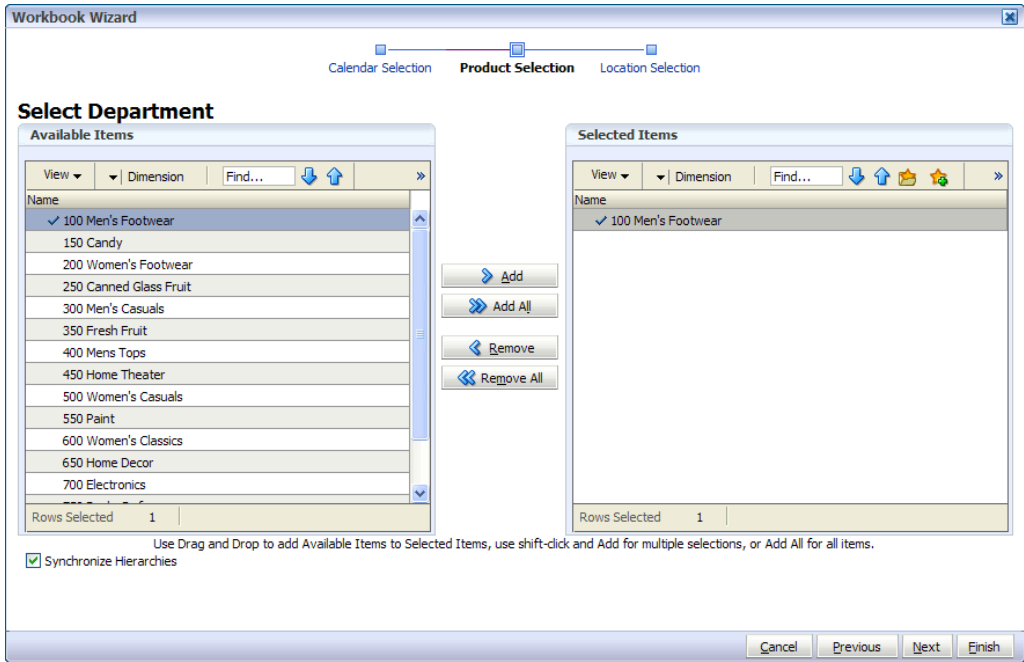 Workbook Wizard
Calendar Selection Product Selection Location Selection
Select Department
Available Items
View Dimension Find... »
Name
100 Men's Footwear
150 Candy
200 Women's Footwear
250 Canned Glass Fruit
300 Men's Casuals
350 Fresh Fruit
400 Mens Tops
450 Home Theater
500 Women's Casuals
550 Paint
600 Women's Classics
650 Home Decor
700 Electronics
Rows Selected 1
Add
Add All
Remove
Remove All
Selected Items
View Dimension Find... »
Name
100 Men's Footwear
Rows Selected 1
Use Drag and Drop to add Available Items to Selected Items, use shift-click and Add for multiple selections, or Add All for all items.
Synchronize Hierarchies
Cancel Previous Next Finish